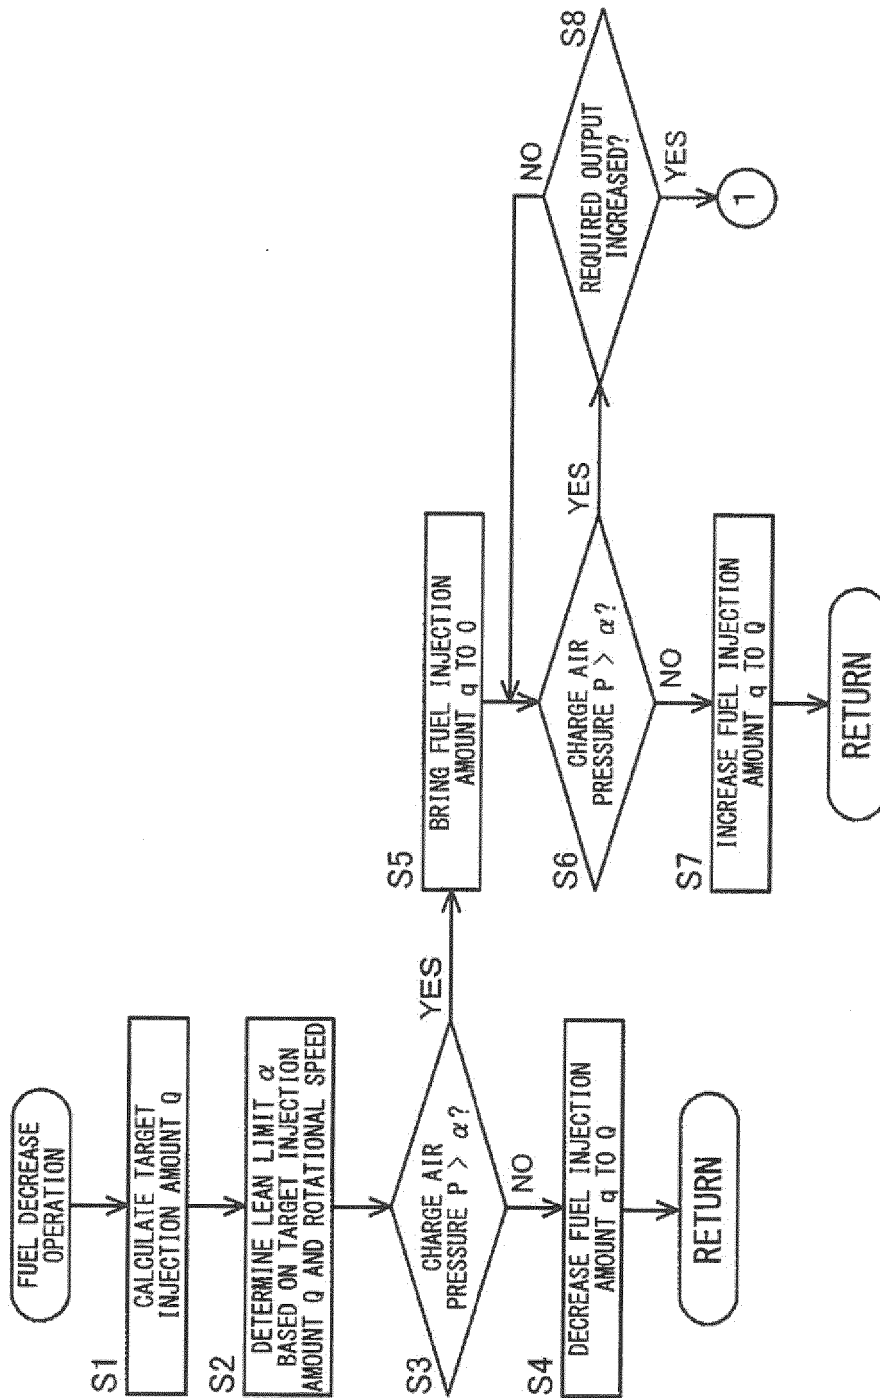 FUEL DECREASE
OPERATION
S1
CALCULATE TARGET
INJECTION AMOUNT Q
S2
DETERMINE LEAN LIMIT α
BASED ON TARGET INJECTION
AMOUNT Q AND ROTATIONAL SPEED
S3
CHARGE AIR
PRESSURE P > α?
YES
NO
S4
DECREASE FUEL INJECTION
AMOUNT q TO Q
RETURN
S5
BRING FUEL INJECTION
AMOUNT q TO 0
S6
CHARGE AIR
PRESSURE P > α?
YES
NO
S7
INCREASE FUEL INJECTION
AMOUNT q TO Q
RETURN
S8
REQUIRED OUTPUT
INCREASED?
NO
YES
1